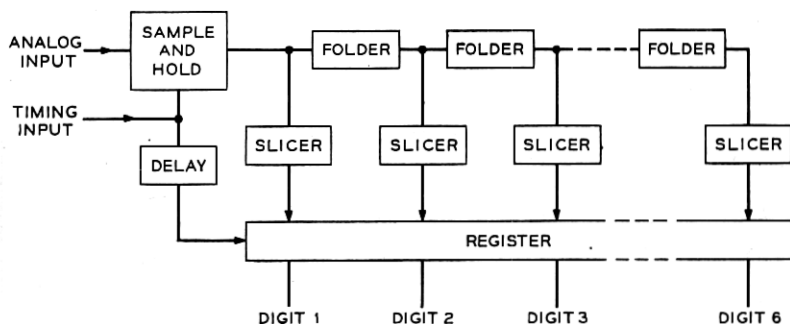 ANALOG
INPUT
SAMPLE
AND
HOLD
FOLDER
FOLDER
FOLDER
TIMING
INPUT
DELAY
SLICER
SLICER
SLICER
SLICER
REGISTER
DIGIT 1
DIGIT 2
DIGIT 3
DIGIT 6